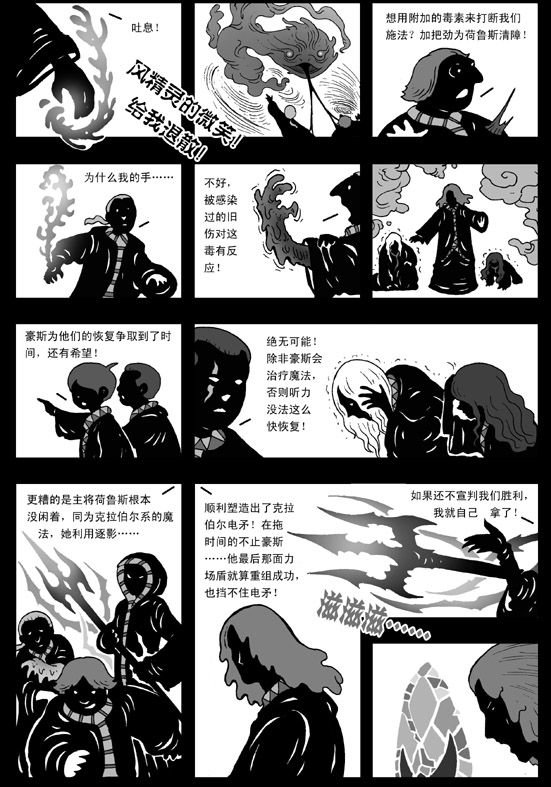 吐息！
风精灵的微笑！
给我退散！
想用附加的毒素来打断我们
施法？加把劲为荷鲁斯清障！
为什么我的手……
不好，
被感染
过的旧
伤对这
毒有反
应！
豪斯为他们的恢复争取到了时
间，还有希望！
绝无可能！
除非豪斯会
治疗魔法，
否则听力
没法这么
快恢复！
更糟的是主将荷鲁斯根本
没闲着，同为克拉伯尔系的魔
法，她利用逐影……
顺利塑造出了克拉
伯尔电矛！在拖
时间的不止豪斯
……他最后那面力
场盾就算重组成功，
也挡不住电矛！
如果还不宣判我们胜利，
我就自己 拿了！
滋滋滋……